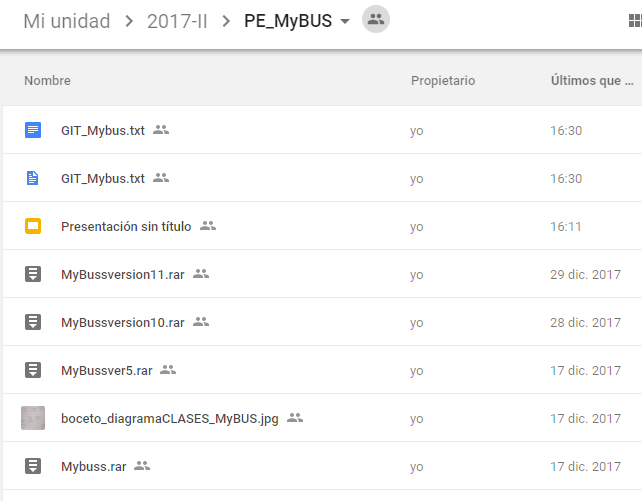 Mi unidad > 2017-II > PE_MyBUS
Nombre Propietario Últimos que …
GIT_Mybus.txt yo 16:30
GIT_Mybus.txt yo 16:30
Presentación sin título yo 16:11
MyBussversion11.rar yo 29 dic. 2017
MyBussversion10.rar yo 28 dic. 2017
MyBussver5.rar yo 17 dic. 2017
boceto_diagramaCLASES_MyBUS.jpg yo 17 dic. 2017
Mybuss.rar yo 17 dic. 2017